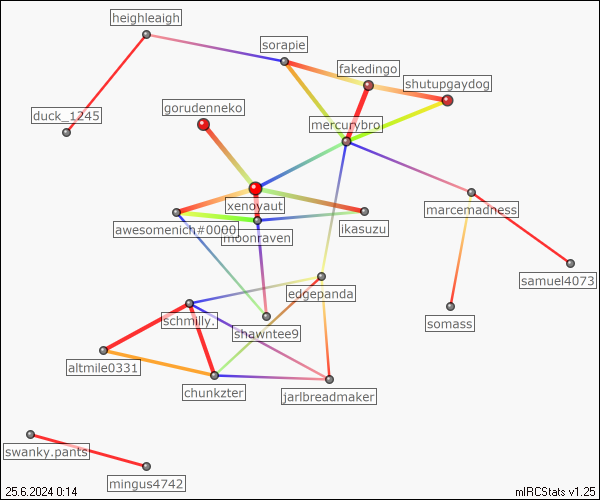 heighleaigh
sorapie
fakedingo
shutupgaydog
gorudenneko
duck_1245
mercurybro
xenoyaut
marcemadness
awesomenich#0000
moonraven
ikasuzu
samuel4073
edgepanda
schmilly.
shawntee9
somass
altmile0331
chunkzter
jarlbreadmaker
swanky.pants
mingus4742
25.6.2024 0:14
mIRCStats v1.25